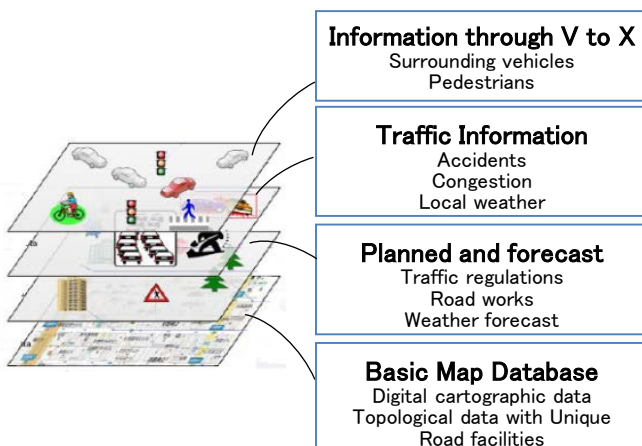 Information through V to X
Surrounding vehicles
Pedestrians
Traffic Information
Accidents
Congestion
Local weather
Planned and forecast
Traffic regulations
Road works
Weather forecast
Basic Map Database
Digital cartographic data
Topological data with Unique
Road facilities